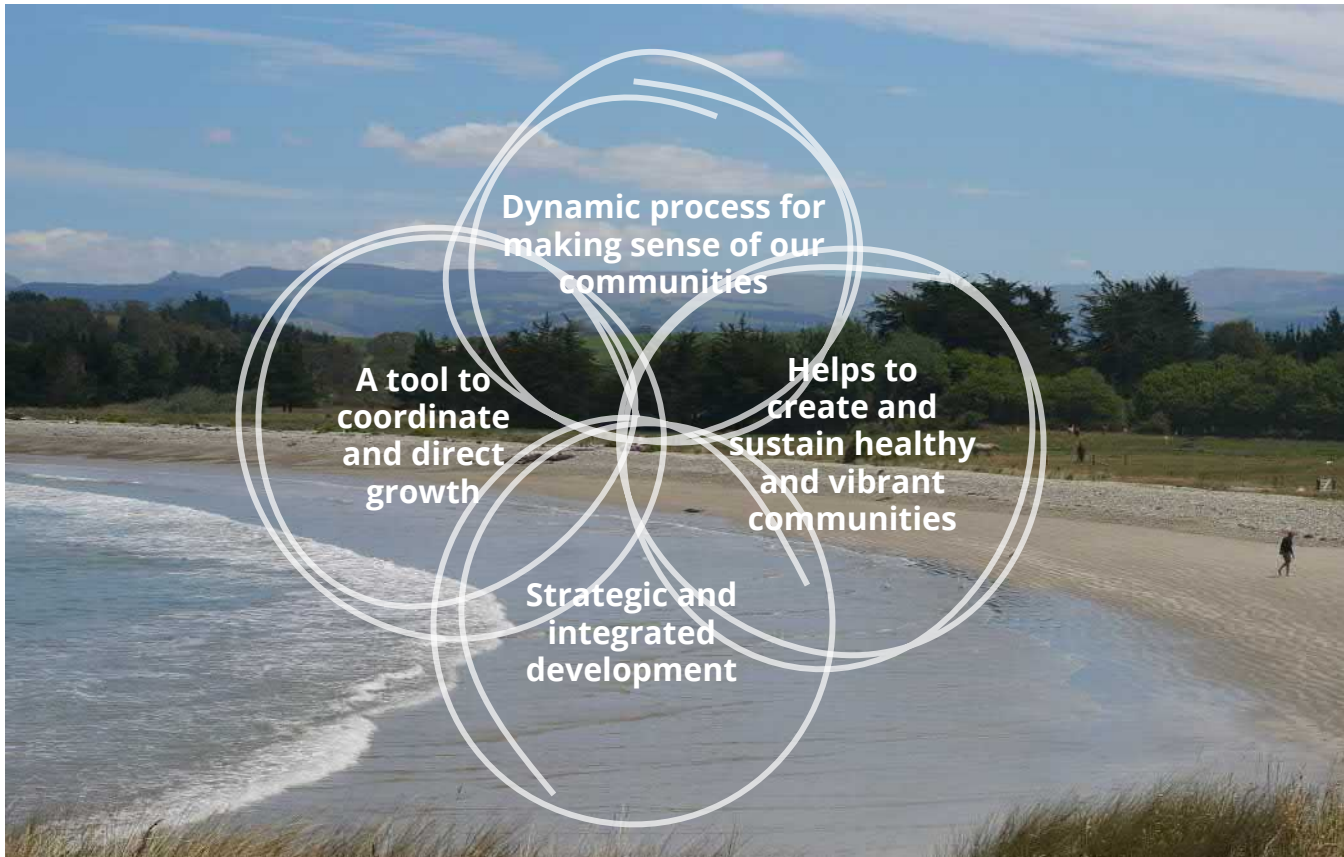 Dynamic process for
making sense of our
communities
A tool to
coordinate
and direct
growth
Helps to
create and
sustain healthy
and vibrant
communities
Strategic and
integrated
development